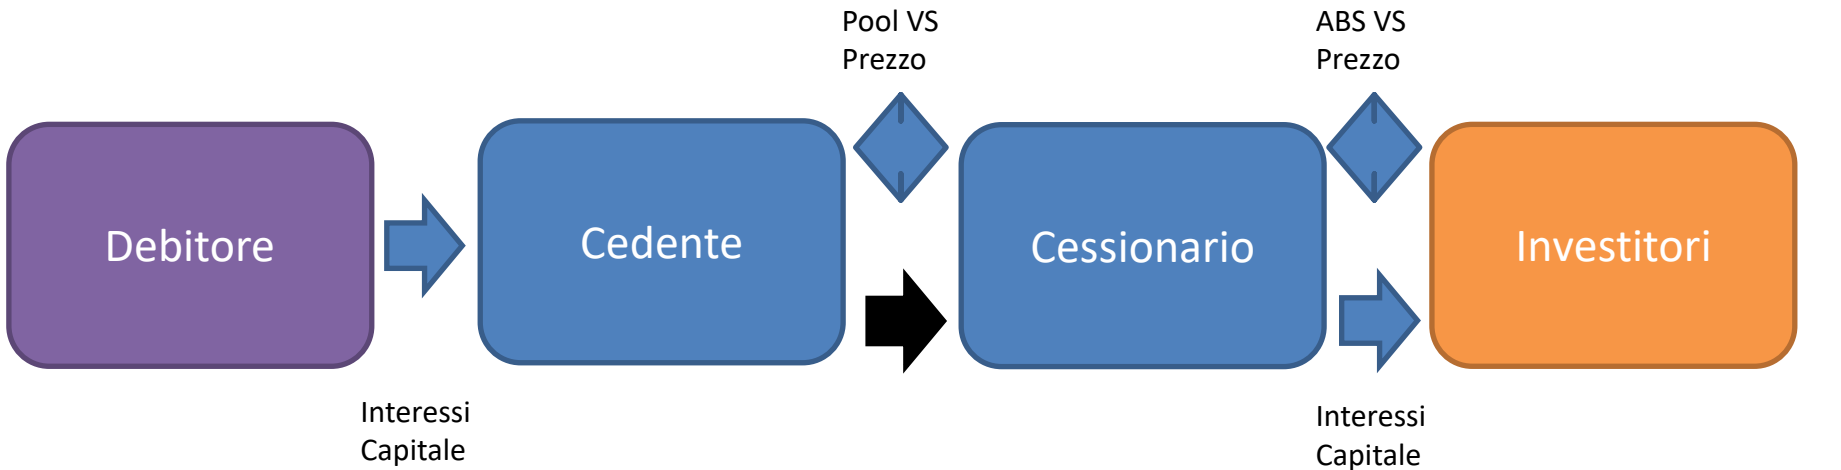 Pool VS
Prezzo
ABS VS
Prezzo
Debitore
Cedente
Cessionario
Investitori
Interessi
Capitale
Interessi
Capitale